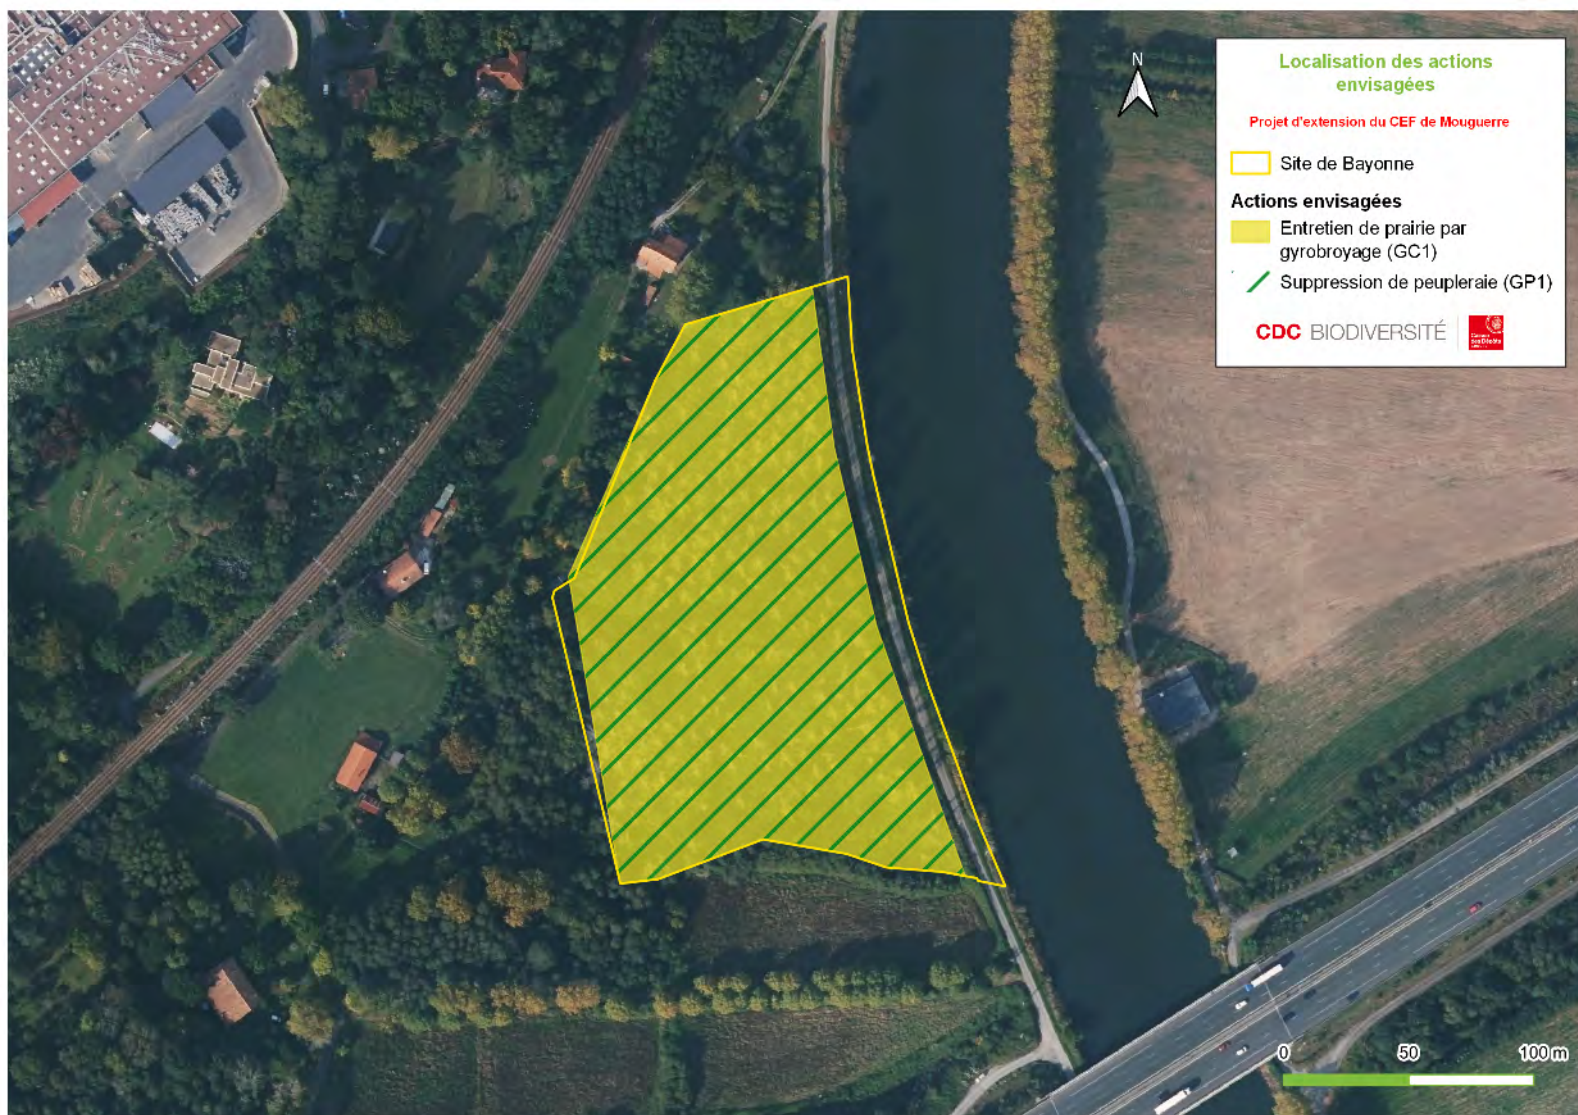 N
Localisation des actions
envisagées
Projet d'extension du CEF de Mouguerre
Site de Bayonne
Actions envisagées
Entretien de prairie par
gyrobroyage (GC1)
Suppression de peupleraie (GP1)
CDC BIODIVERSITÉ
0 50 100 m